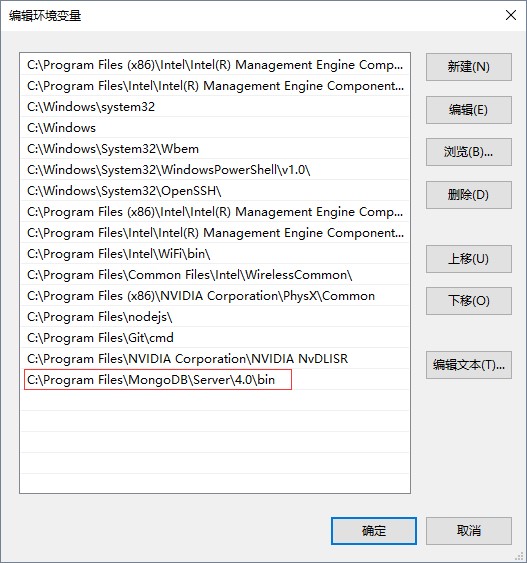 编辑环境变量
C:\Program Files (x86)\Intel\Intel(R) Management Engine Comp...
C:\Program Files\Intel\Intel(R) Management Engine Component...
C:\Windows\system32
C:\Windows
C:\Windows\System32\Wbem
C:\Windows\System32\WindowsPowerShell\v1.0\
C:\Windows\System32\OpenSSH\
C:\Program Files (x86)\Intel\Intel(R) Management Engine Comp...
C:\Program Files\Intel\Intel(R) Management Engine Component...
C:\Program Files\Intel\WiFi\bin\
C:\Program Files\Common Files\Intel\WirelessCommon\
C:\Program Files (x86)\NVIDIA Corporation\PhysX\Common
C:\Program Files\nodejs\
C:\Program Files\Git\cmd
C:\Program Files\NVIDIA Corporation\NVIDIA NvDLISR
C:\Program Files\MongoDB\Server\4.0\bin
新建(N)
编辑(E)
浏览(B)...
删除(D)
上移(U)
下移(O)
编辑文本(T)...
确定
取消